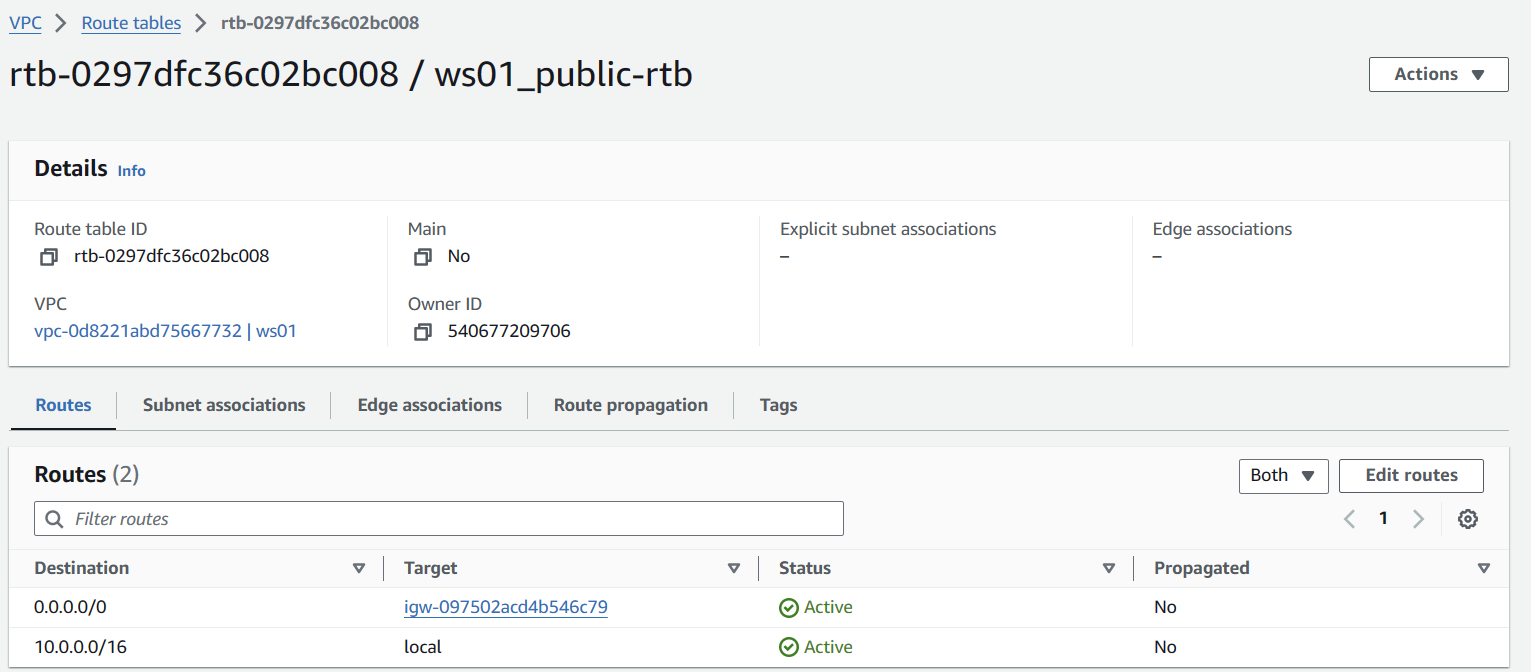 VPC > Route tables > rtb-0297dfc36c02bc008
rtb-0297dfc36c02bc008 / ws01_public-rtb
Actions
Details Info
Route table ID
rtb-0297dfc36c02bc008
Main
No
Explicit subnet associations
–
Edge associations
–
VPC
vpc-0d8221abd75667732 | ws01
Owner ID
540677209706
Routes Subnet associations Edge associations Route propagation Tags
Routes (2)
Both
Edit routes
Filter routes
1
Destination Target Status Propagated
0.0.0.0/0 igw-097502acd4b546c79 Active No
10.0.0.0/16 local Active No